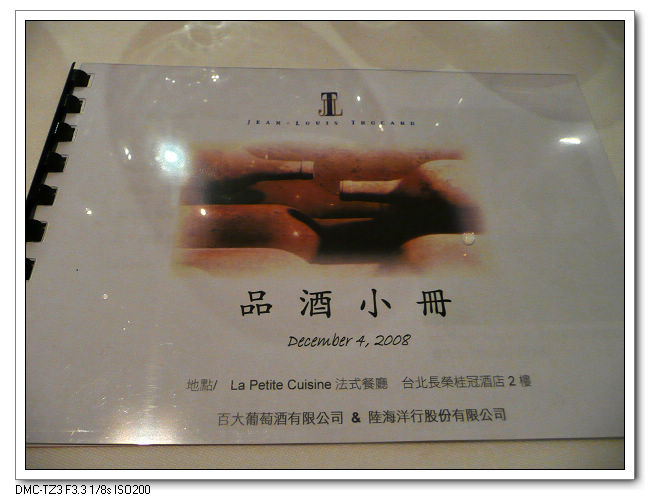 JTL
JEAN-LOUIS TROCARD
品酒小冊
December 4, 2008
地點/ La Petite Cuisine 法式餐廳 台北長榮桂冠酒店 2 樓
百大葡萄酒有限公司 & 陸海洋行股份有限公司
DMC-TZ3 F3.3 1/8s ISO200